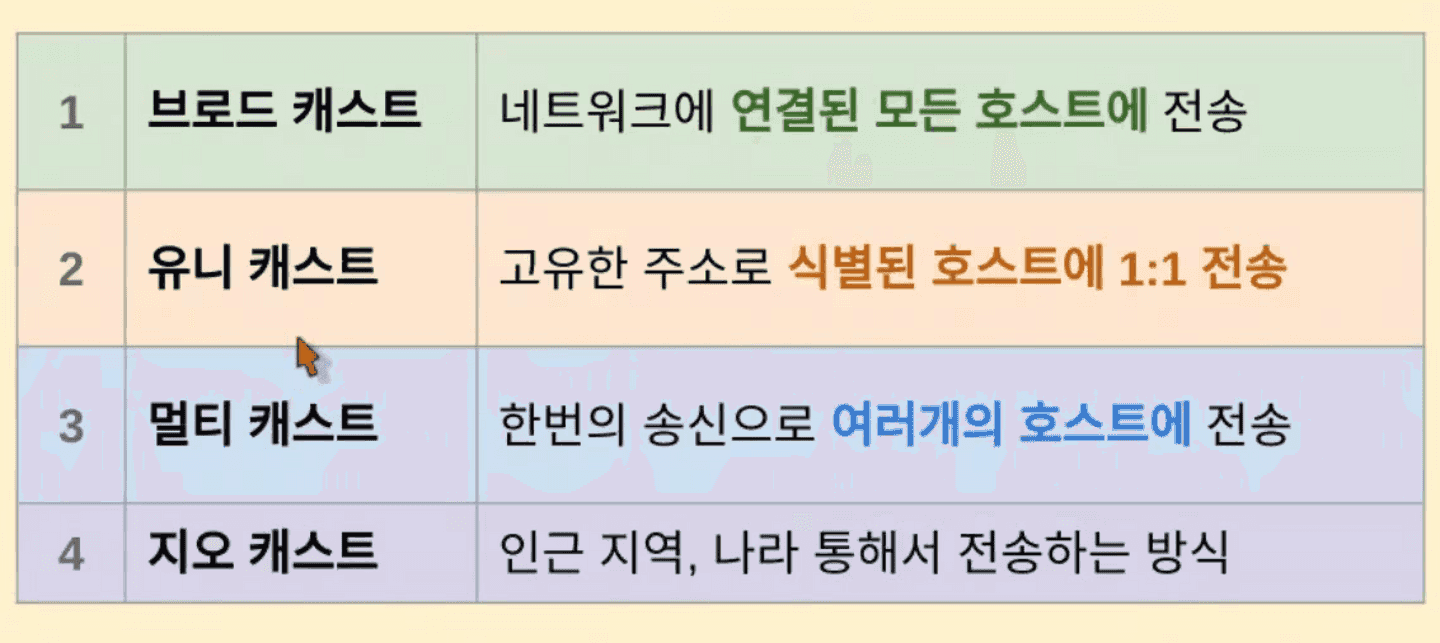 1 브로드 캐스트 네트워크에 연결된 모든 호스트에 전송
2 유니 캐스트 고유한 주소로 식별된 호스트에 1:1 전송
3 멀티 캐스트 한번의 송신으로 여러개의 호스트에 전송
4 지오 캐스트 인근 지역, 나라 통해서 전송하는 방식